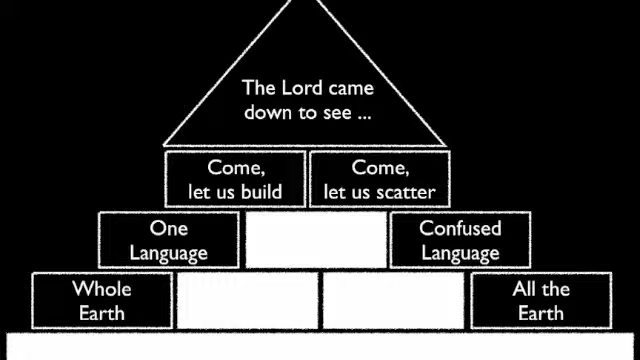 The Lord came
down to see ...
Come,
let us build
Come,
let us scatter
One
Language
Confused
Language
Whole
Earth
All the
Earth